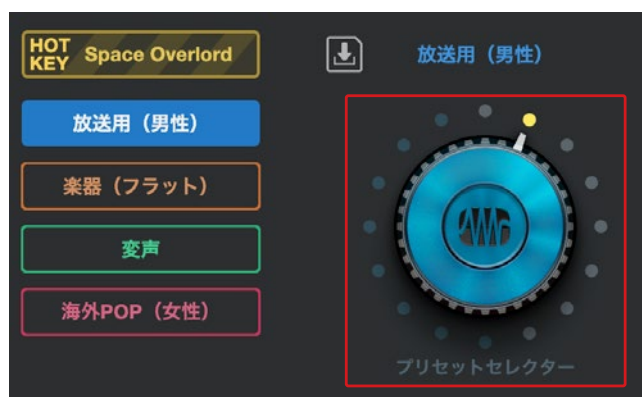 HOT
KEY Space Overlord
放送用（男性）
放送用（男性）
楽器（フラット）
変声
海外POP（女性）
プリセットセレクター